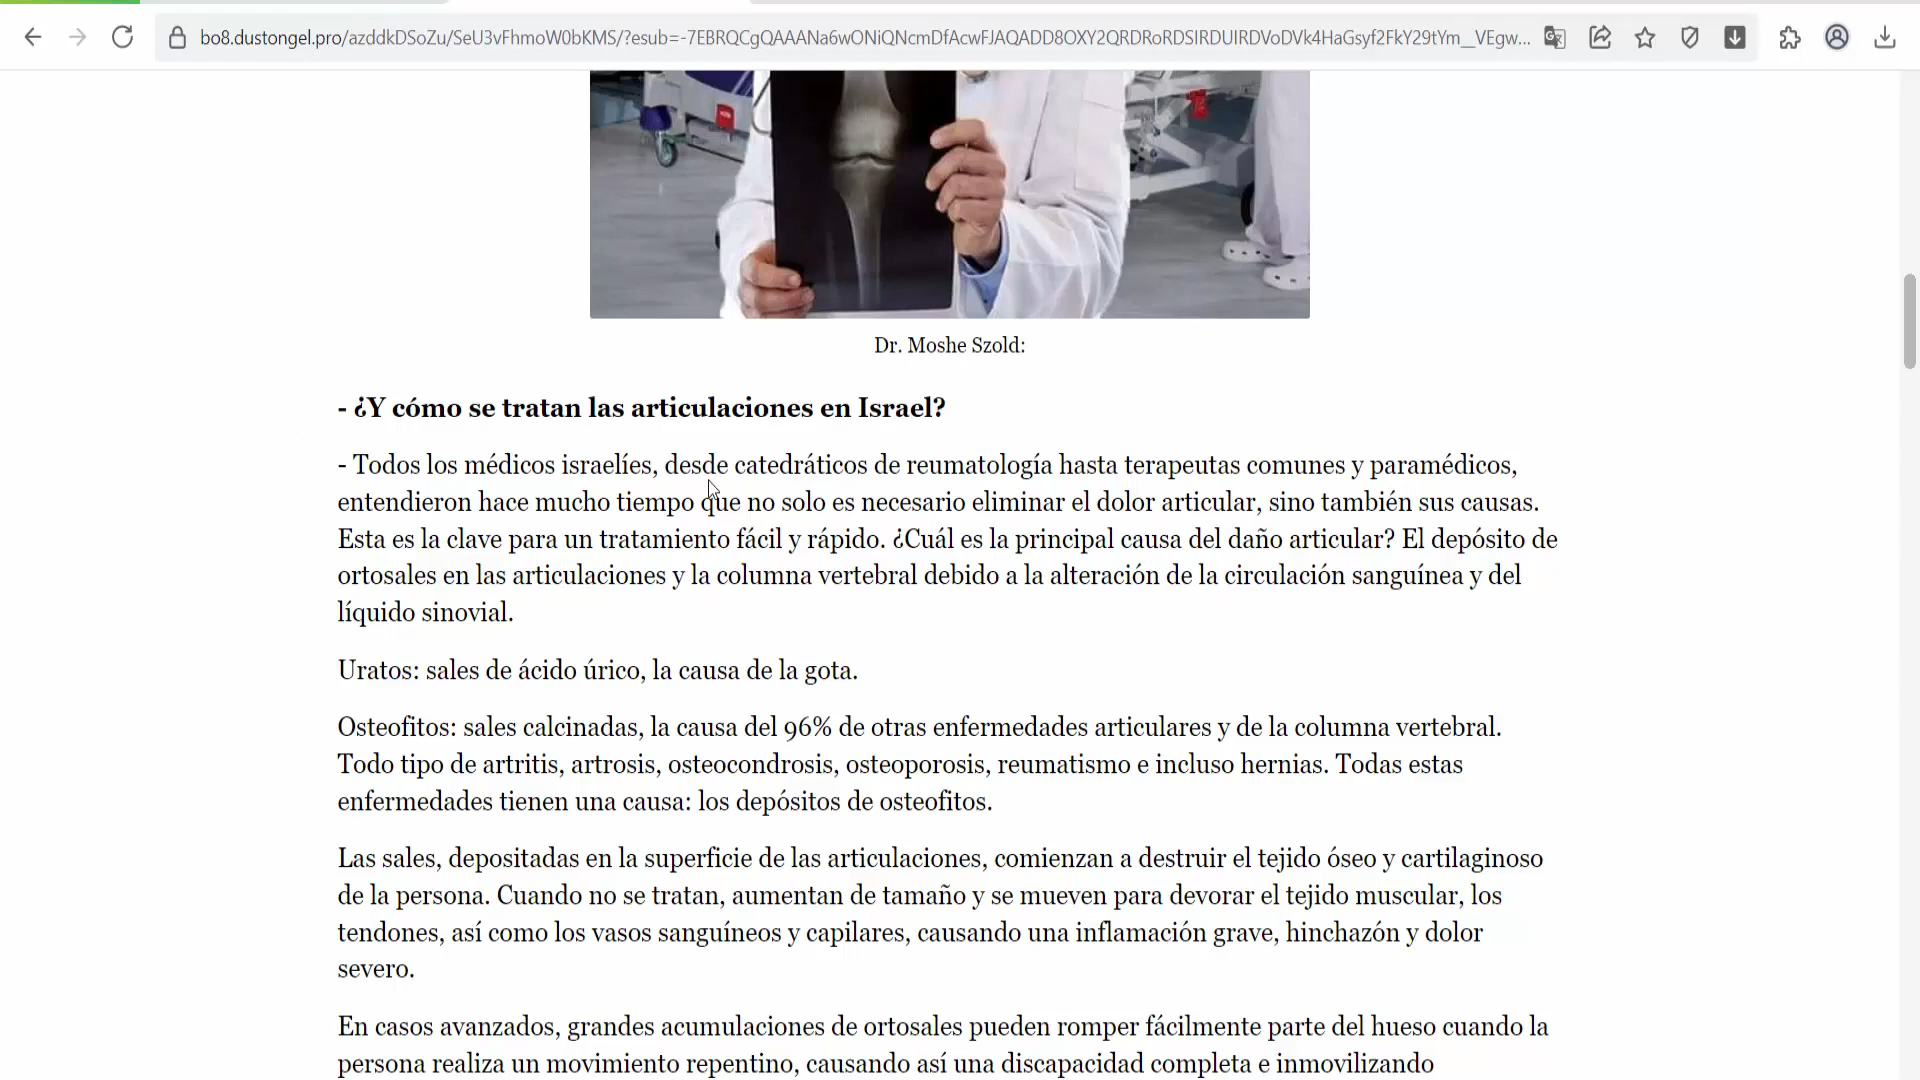 bo8.dustongel.pro/azddkDSoZu/SeU3vFhmoW0bKMS/?esub=-7EBRQCgQAAANa6wONiQNcmDfAcwFJAQADD8OXY2QRDRoRDSIRDUIRDVoDVk4HaGsyf2FkY29tYm__VEgw...
Dr. Moshe Szold:
- ¿Y cómo se tratan las articulaciones en Israel?
- Todos los médicos israelíes, desde catedráticos de reumatología hasta terapeutas comunes y paramédicos,
entendieron hace mucho tiempo que no solo es necesario eliminar el dolor articular, sino también sus causas.
Esta es la clave para un tratamiento fácil y rápido. ¿Cuál es la principal causa del daño articular? El depósito de
ortosales en las articulaciones y la columna vertebral debido a la alteración de la circulación sanguínea y del
líquido sinovial.
Uratos: sales de ácido úrico, la causa de la gota.
Osteofitos: sales calcinadas, la causa del 96% de otras enfermedades articulares y de la columna vertebral.
Todo tipo de artritis, artrosis, osteocondrosis, osteoporosis, reumatismo e incluso hernias. Todas estas
enfermedades tienen una causa: los depósitos de osteofitos.
Las sales, depositadas en la superficie de las articulaciones, comienzan a destruir el tejido óseo y cartilaginoso
de la persona. Cuando no se tratan, aumentan de tamaño y se mueven para devorar el tejido muscular, los
tendones, así como los vasos sanguíneos y capilares, causando una inflamación grave, hinchazón y dolor
severo.
En casos avanzados, grandes acumulaciones de ortosales pueden romper fácilmente parte del hueso cuando la
persona realiza un movimiento repentino, causando así una discapacidad completa e inmovilizando